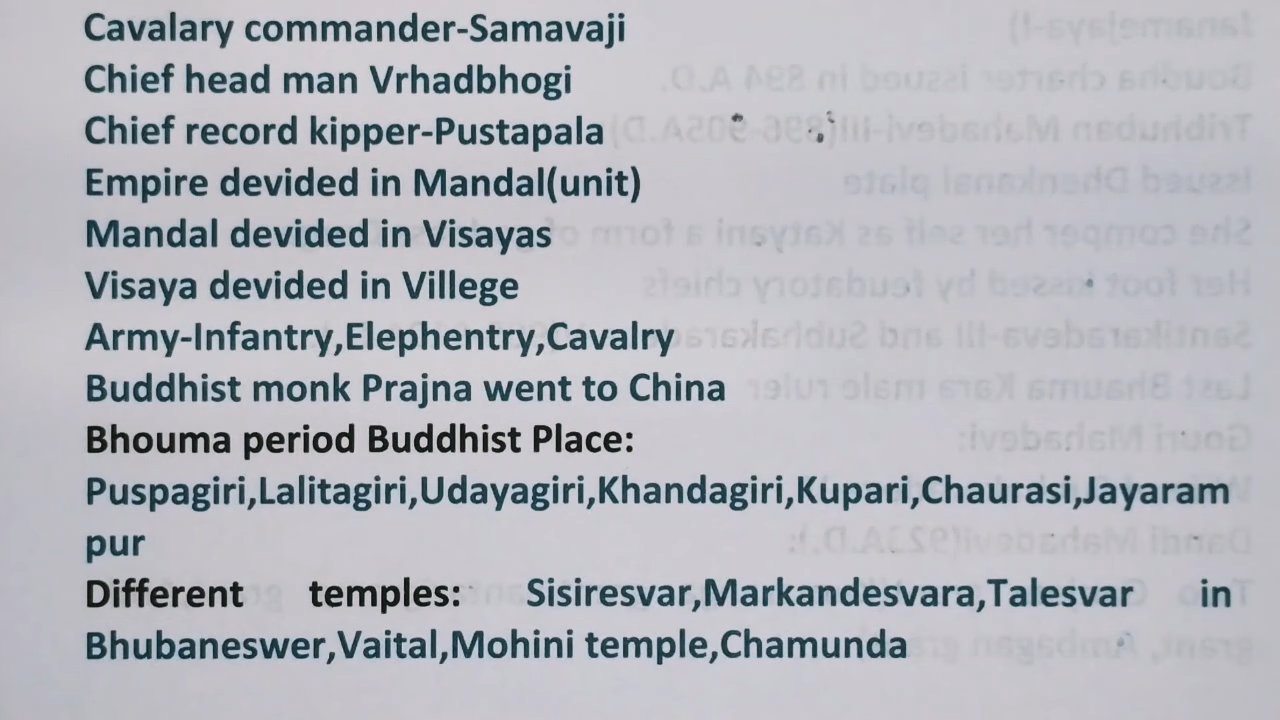 Cavalary commander-Samavaji
Chief head man Vrhadbhogi
Chief record kipper-Pustapala
Empire devided in Mandal(unit)
Mandal devided in Visayas
Visaya devided in Villege
Army-Infantry,Elephentry,Cavalry
Buddhist monk Prajna went to China
Bhouma period Buddhist Place:
Puspagiri,Lalitagiri,Udayagiri,Khandagiri,Kupari,Chaurasi,Jayaram
pur
Different temples: Sisiresvar,Markandesvara,Talesvar in
Bhubaneswer,Vaital,Mohini temple,Chamunda